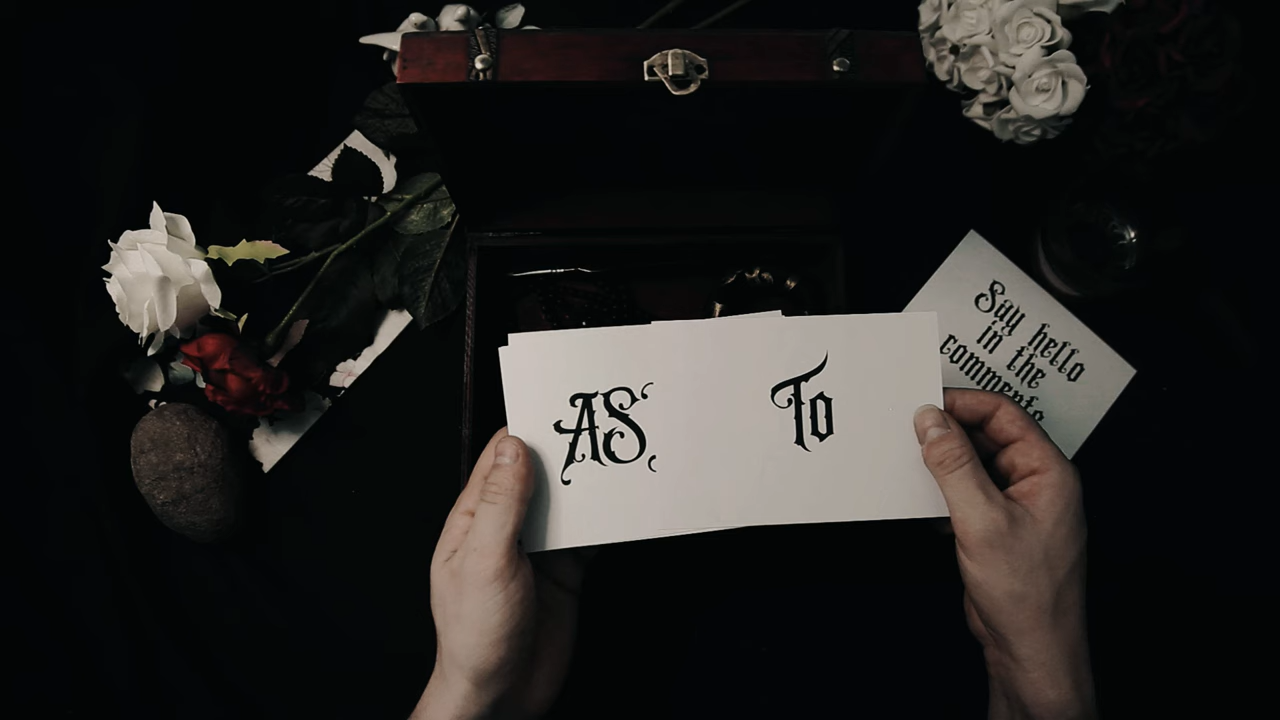 AS
To
Say hello
in the
comments